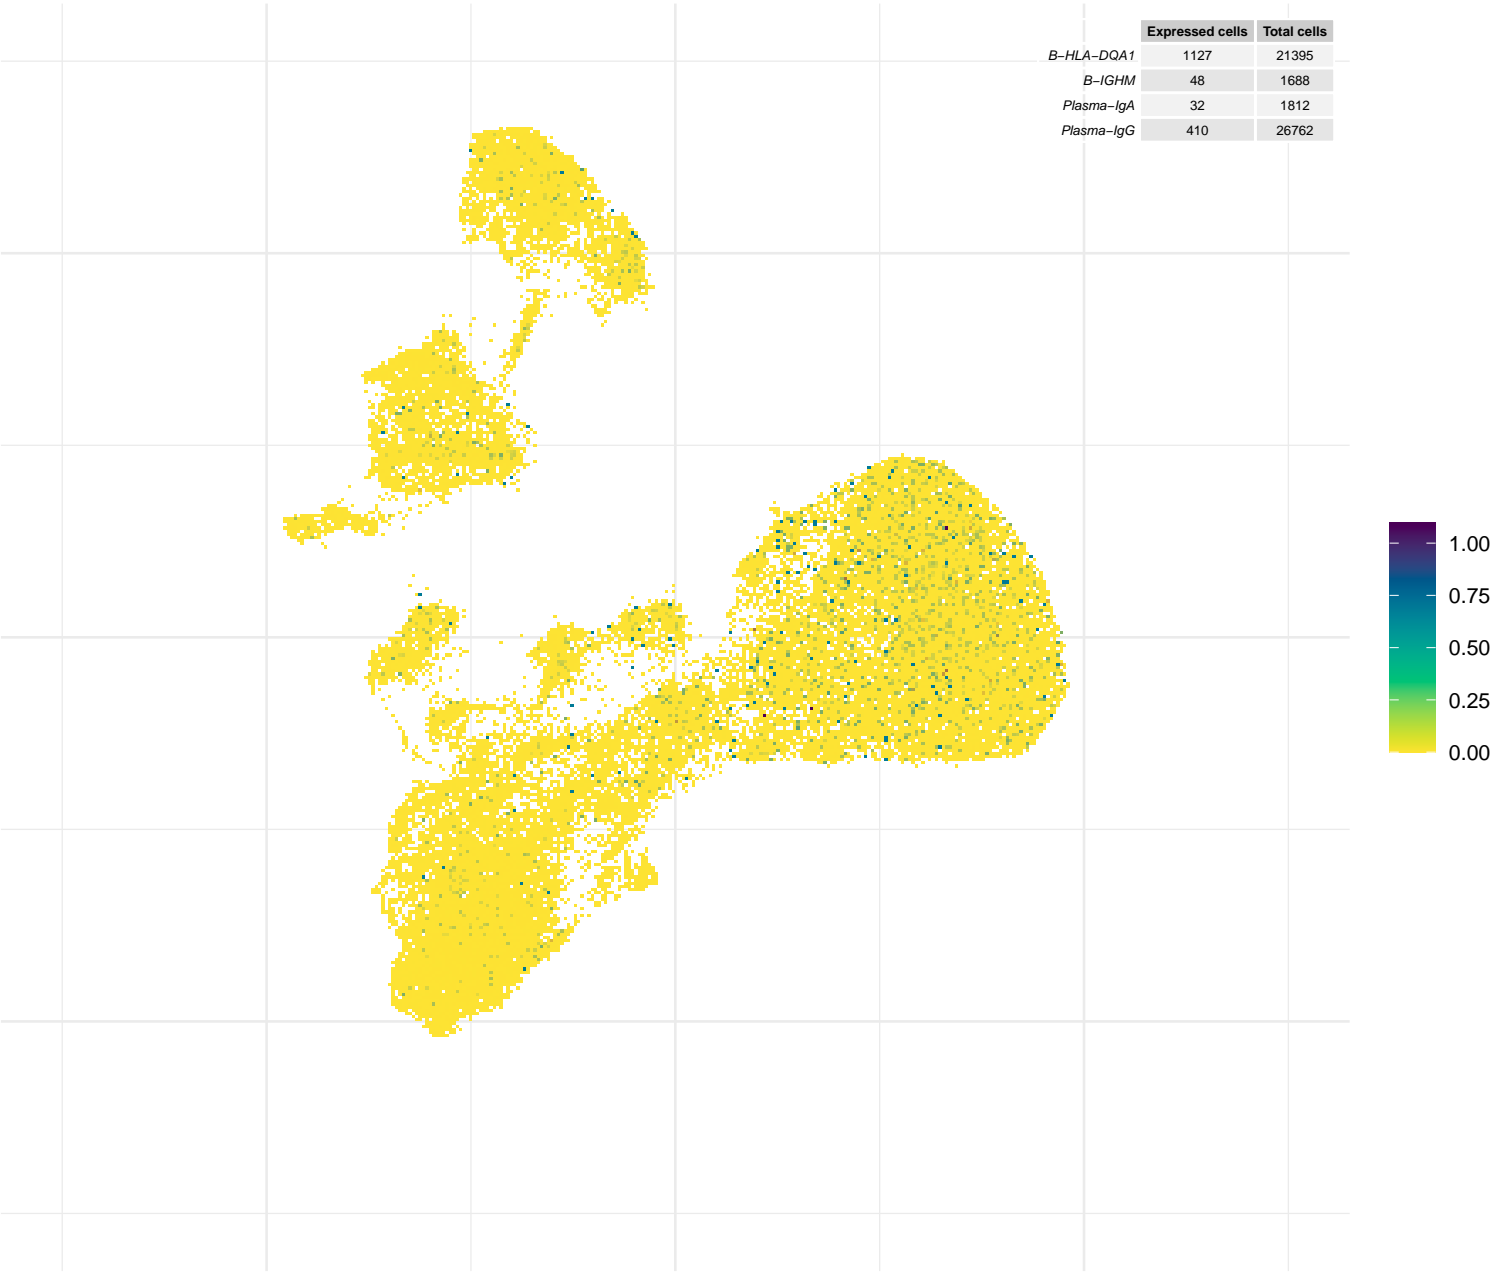 Expressed cells Total cells
B−HLA−DQA1 1127 21395
B−IGHM 48 1688
Plasma−IgA 32 1812
Plasma−IgG 410 26762
1.00
0.75
0.50
0.25
0.00